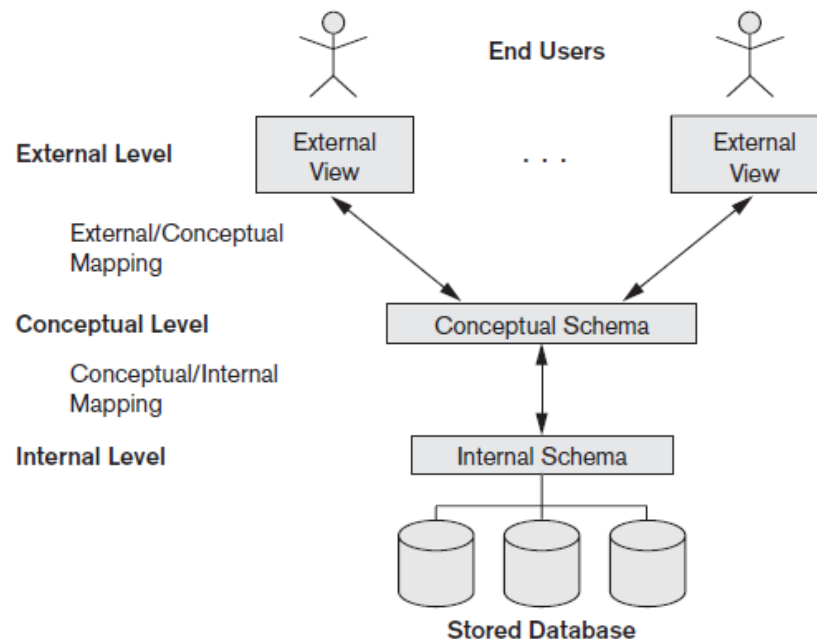 End Users
External Level
External
View
. . .
External
View
External/Conceptual
Mapping
Conceptual Level
Conceptual Schema
Conceptual/Internal
Mapping
Internal Level
Internal Schema
Stored Database